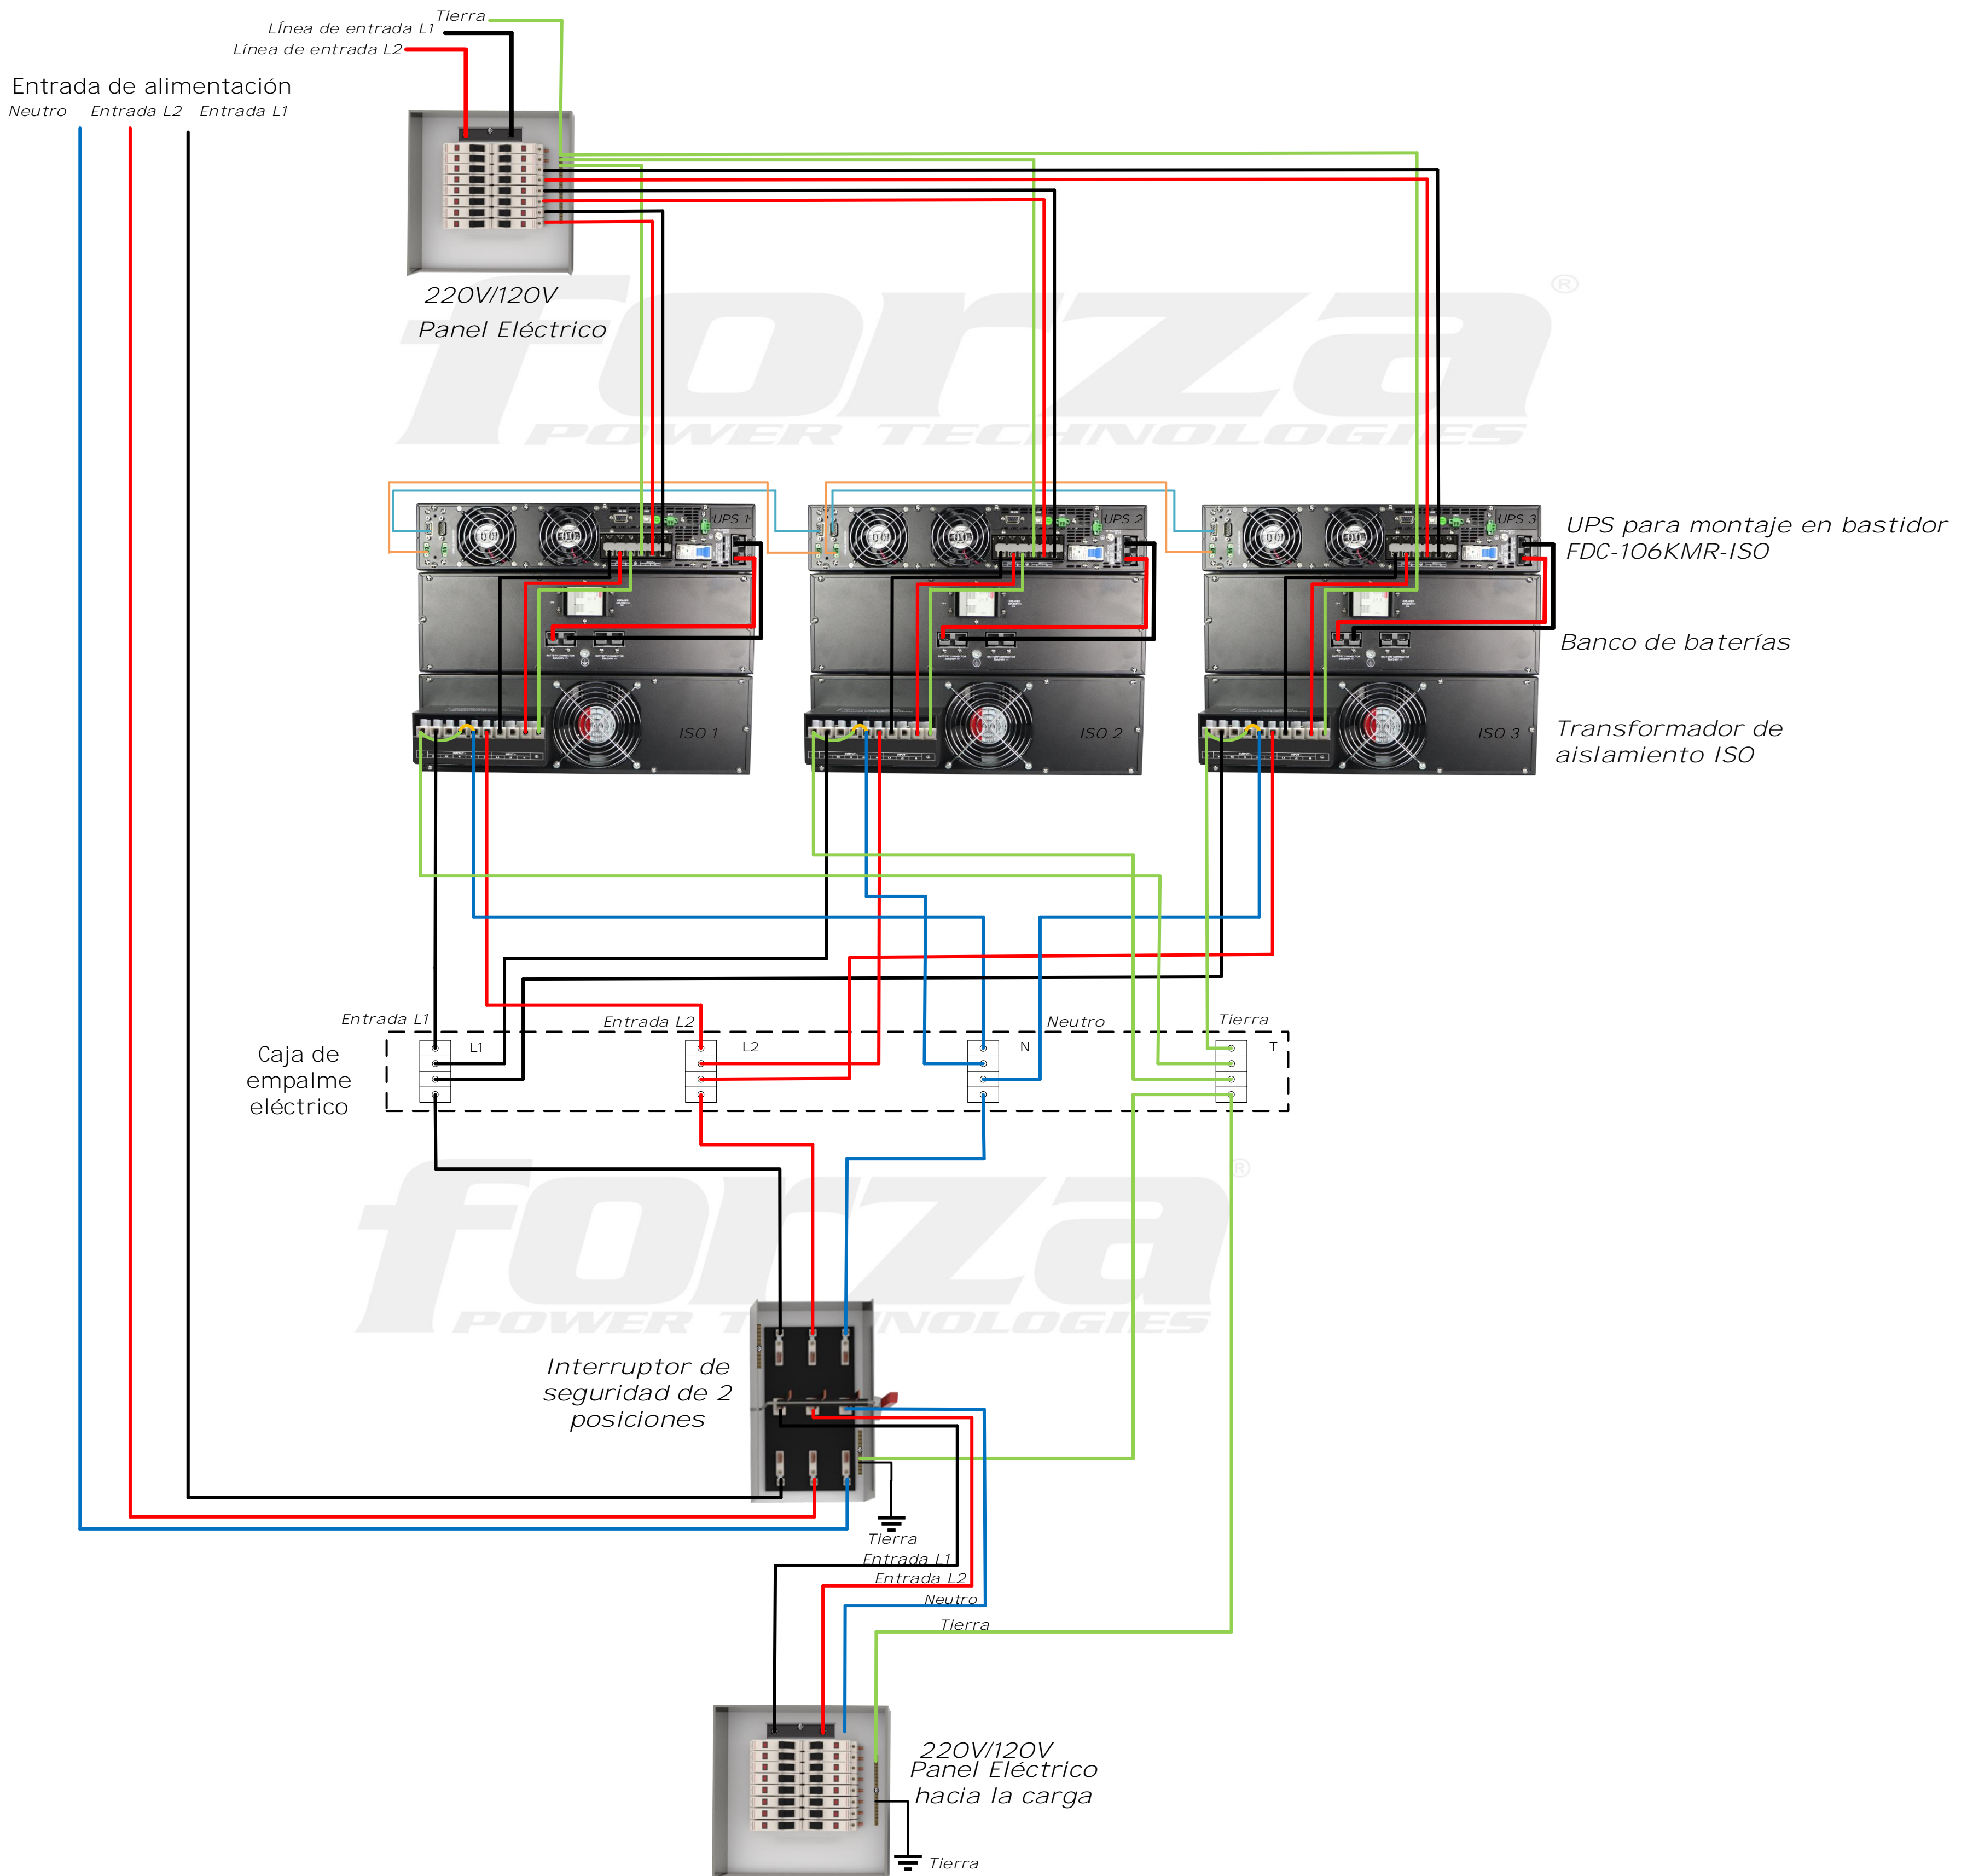 Tierra
LÍnea de entrada L1
Línea de entrada L2
Entrada de alimentación
Neutro Entrada L2 Entrada L1
220V/120V
Panel Eléctrico
forza ®
POWER TECHNOLOGIES
UPS 1
UPS 2
UPS 3
UPS para montaje en bastidor
FDC-106KMR-ISO
Banco de baterías
ISO 1
ISO 2
ISO 3
Transformador de
aislamiento ISO
Entrada L1
Entrada L2
Neutro
Tierra
L1
L2
N
T
Caja de
empalme
eléctrico
forza ®
POWER TECHNOLOGIES
Interruptor de
seguridad de 2
posiciones
Tierra
Entrada L1
Entrada L2
Neutro
Tierra
220V/120V
Panel Eléctrico
hacia la carga
Tierra